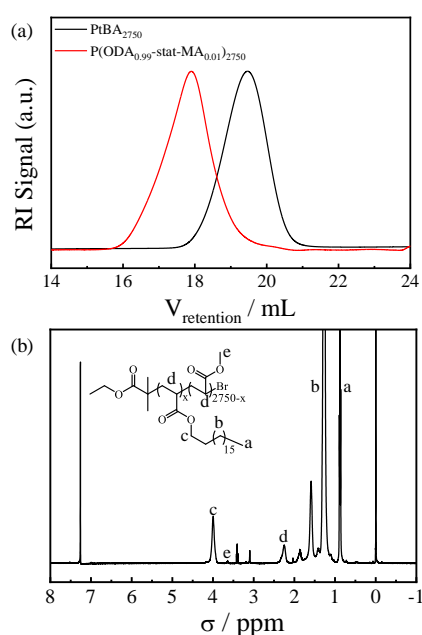 (a)
PtBA2750
P(ODA0.99-stat-MA0.01)2750
RI Signal (a.u.)
14 16 18 20 22 24
Vretention / mL
(b)
d
O
O
O
O
e
Br
x
2750-x
d
O
O
c
b
15
a
b
a
c
e
d
8 7 6 5 4 3 2 1 0 -1
σ / ppm